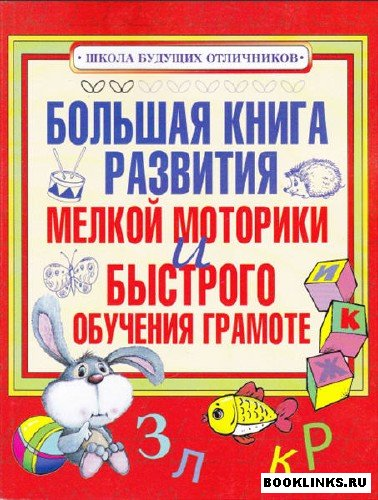 • ШКОЛА БУДУЩИХ ОТЛИЧНИКОВ •
БОЛЬШАЯ КНИГА
РАЗВИТИЯ
МЕЛКОЙ МОТОРИКИ
и
БЫСТРОГО
ОБУЧЕНИЯ ГРАМОТЕ
И
К
Ж
З
л
к
Р
BOOKLINKS.RU